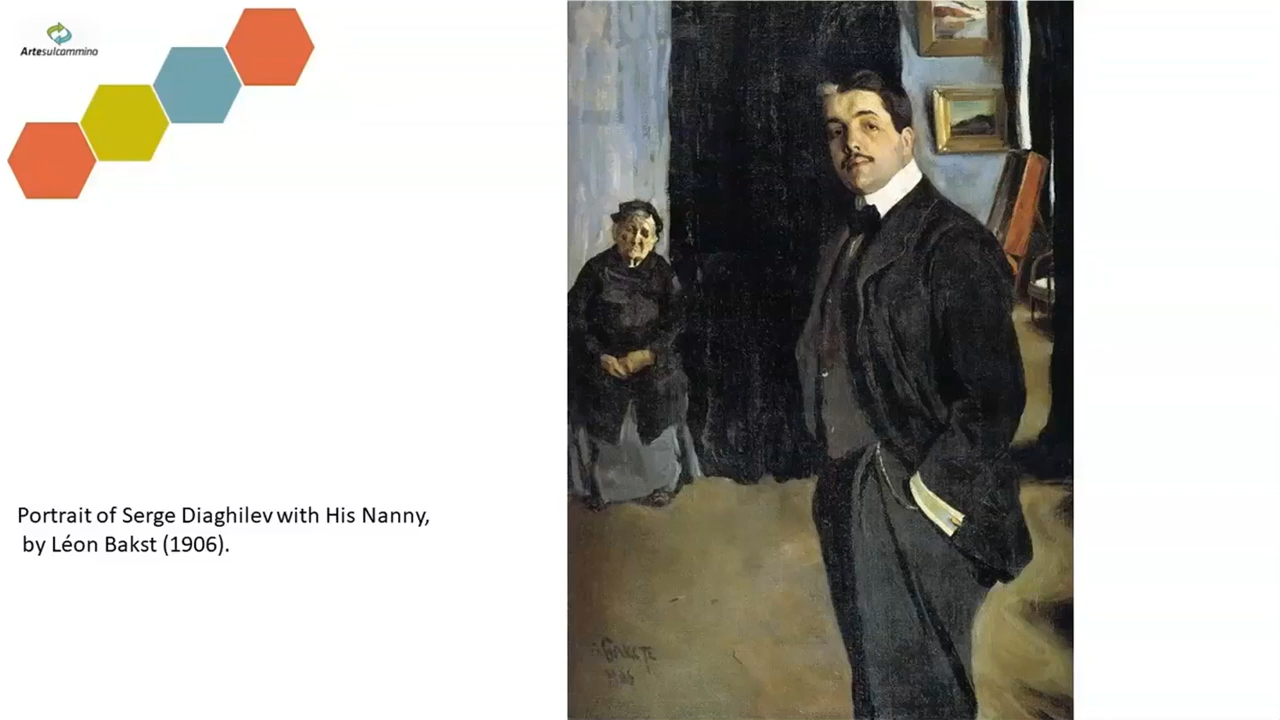 Artesulcammino
Portrait of Serge Diaghilev with His Nanny,
by Léon Bakst (1906).